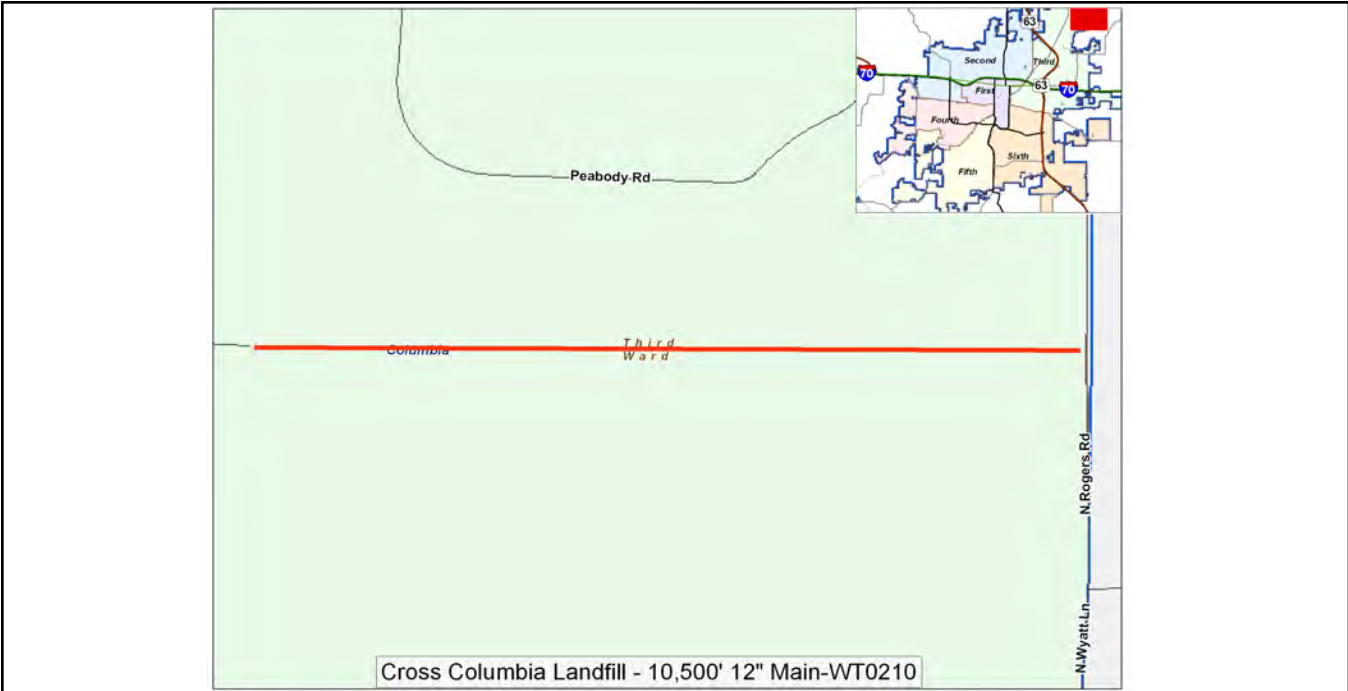 63
Second
Third
70
63
70
First
Fourth
Sixth
Fifth
Peabody Rd
Columbia
Third
Ward
N Rogers Rd
N Wyatt Ln
Cross Columbia Landfill - 10,500' 12" Main-WT0210